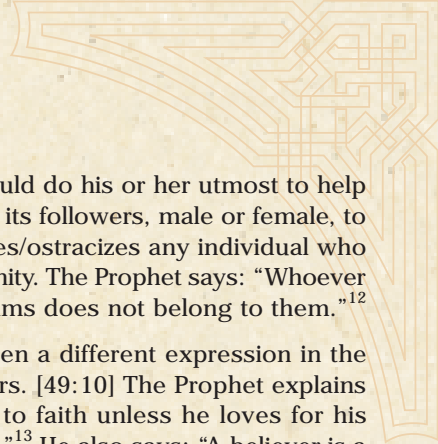 uld do his or her utmost to help
its followers, male or female, to
es/ostracizes any individual who
nity. The Prophet says: “Whoever
ms does not belong to them.”12
en a different expression in the
rs. [49:10] The Prophet explains
to faith unless he loves for his
”13 He also says: “A believer is a